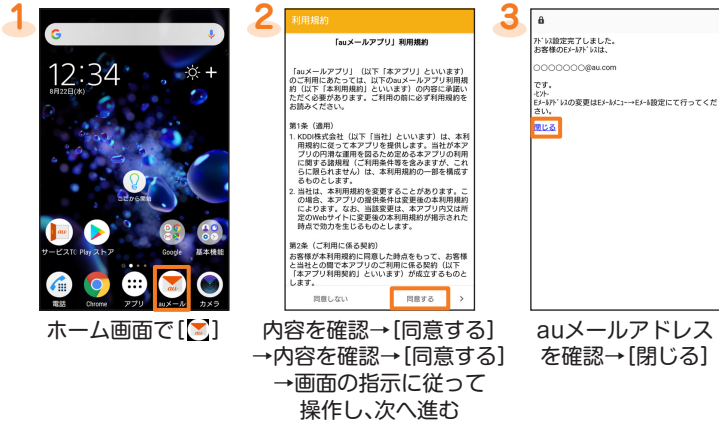 1
12:34
8月22日(水)
+
ここから開始
au
サービスTO
Play ストア
Google
基本機能
電話
Chrome
アプリ
auメール
カメラ
ホーム画面で[au]
2
利用規約
「auメールアプリ」利用規約
「auメールアプリ」（以下「本アプリ」といいます）
のご利用にあたっては、以下のauメールアプリ利用規
約（以下「本利用規約」といいます）の内容に承諾い
ただく必要があります。ご利用の前に必ず利用規約を
お読みください。
第1条（適用）
1. KDDI株式会社（以下「当社」といいます）は、本利
用規約に従って本アプリを提供します。当社が本ア
プリの円滑な運用を図るため定める本アプリの利用
に関する諸規程（ご利用条件等を含みますが、これ
らに限られません）は、本利用規約の一部を構成す
るものとします。
2. 当社は、本利用規約を変更することがあります。こ
の場合、本アプリの提供条件は変更後の本利用規約
によります。なお、当該変更は、本アプリ内又は所
定のWebサイトに変更後の本利用規約が掲示された
時点で効力を生じるものとします。
第2条（ご利用に係る契約）
お客様が本利用規約に同意した時点をもって、お客様
と当社との間で本アプリのご利用に係る契約（以下
「本アプリ利用契約」といいます）が成立するものと
します。
同意しない
同意する
内容を確認→[同意する]
→内容を確認→[同意する]
→画面の指示に従って
操作し、次へ進む
3
ｱﾄﾞﾚｽ設定完了しました。
お客様のEﾒｰﾙｱﾄﾞﾚｽは、
○○○○○○○@au.com
です。
-ﾋﾝﾄ-
Eﾒｰﾙｱﾄﾞﾚｽの変更はEﾒｰﾙﾒﾆｭｰ→Eﾒｰﾙ設定にて行ってくだ
さい。
閉じる
auメールアドレス
を確認→[閉じる]